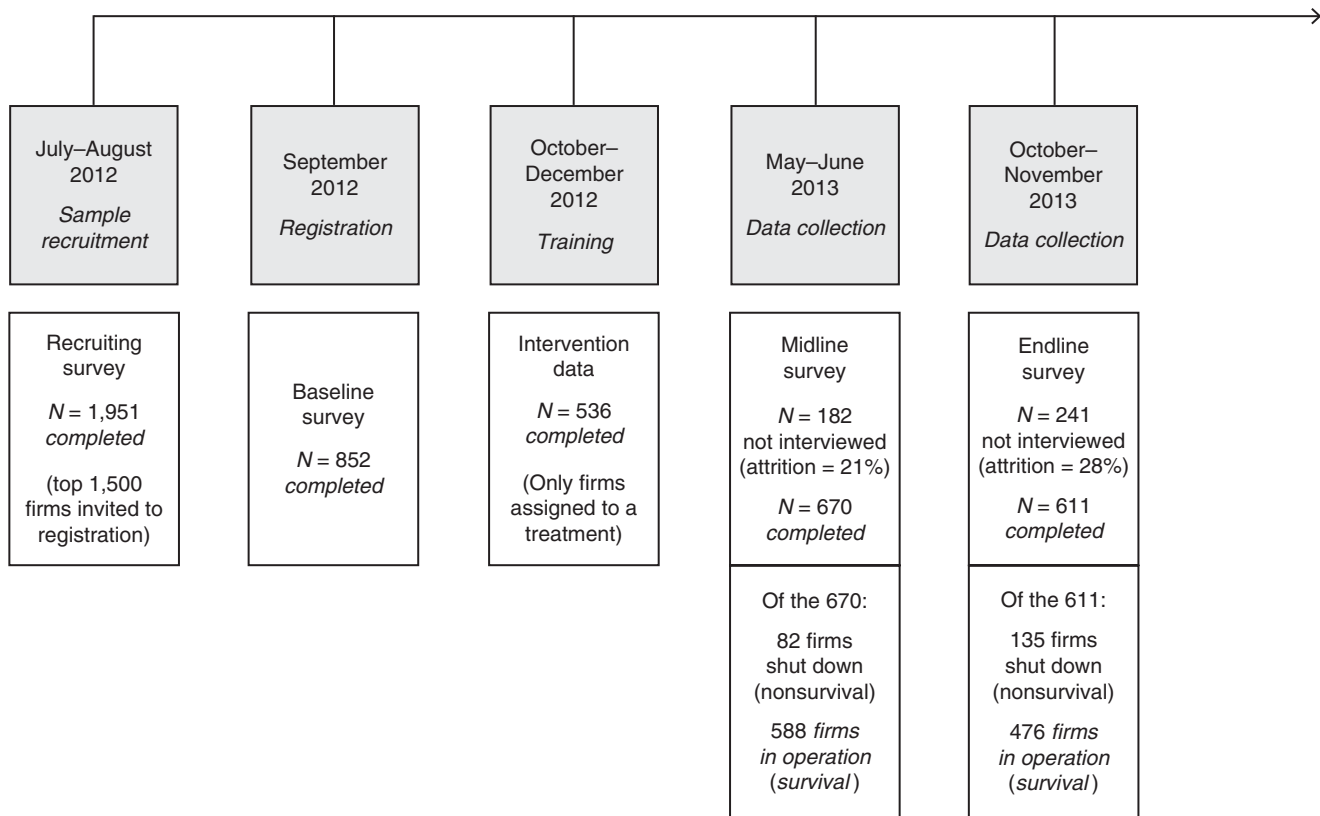 July–August
2012
Sample
recruitment
September
2012
Registration
October–
December
2012
Training
May–June
2013
Data collection
October–
November
2013
Data collection
Recruiting
survey
N = 1,951
completed
(top 1,500
firms invited to
registration)
Baseline
survey
N = 852
completed
Intervention
data
N = 536
completed
(Only firms
assigned to a
treatment)
Midline
survey
N = 182
not interviewed
(attrition = 21%)
N = 670
completed
Endline
survey
N = 241
not interviewed
(attrition = 28%)
N = 611
completed
Of the 670:
82 firms
shut down
(nonsurvival)
588 firms
in operation
(survival)
Of the 611:
135 firms
shut down
(nonsurvival)
476 firms
in operation
(survival)